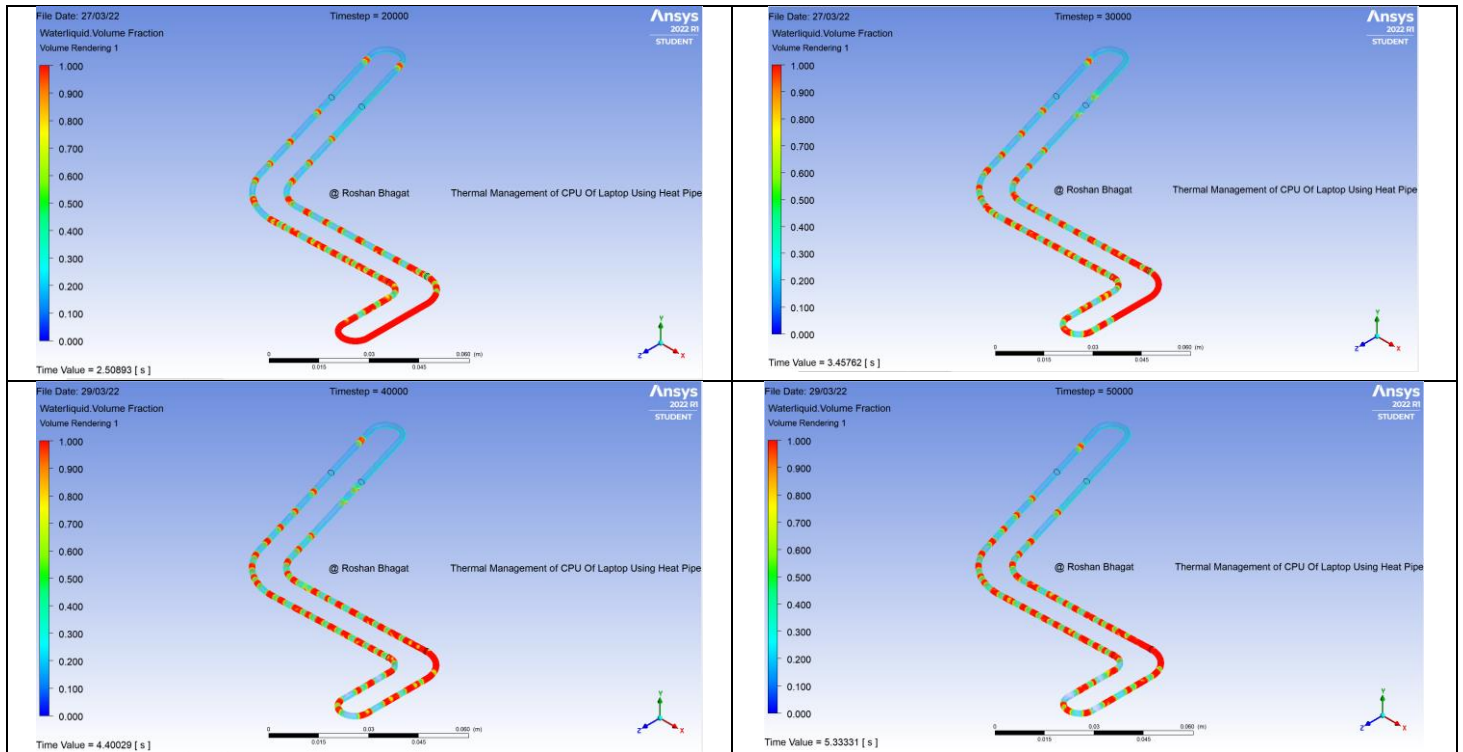 File Date: 27/03/22 Timestep = 20000 Ansys
2022 R1
Waterliquid.Volume Fraction STUDENT
Volume Rendering 1
1.000
0.900
0.800
0.700
0.600
0.500
@ Roshan Bhagat Thermal Management of CPU Of Laptop Using Heat Pipe
0.400
0.300
0.200
0.100
0.000
0 0.03 0.060 (m)
0.015 0.045
Y
Z X
Time Value = 2.50893 [ s ]
File Date: 27/03/22 Timestep = 30000 Ansys
2022 R1
Waterliquid.Volume Fraction STUDENT
Volume Rendering 1
1.000
0.900
0.800
0.700
0.600
0.500
@ Roshan Bhagat Thermal Management of CPU Of Laptop Using Heat Pipe
0.400
0.300
0.200
0.100
0.000
0 0.03 0.060 (m)
0.015 0.045
Y
Z X
Time Value = 3.45762 [ s ]
File Date: 29/03/22 Timestep = 40000 Ansys
2022 R1
Waterliquid.Volume Fraction STUDENT
Volume Rendering 1
1.000
0.900
0.800
0.700
0.600
0.500
@ Roshan Bhagat Thermal Management of CPU Of Laptop Using Heat Pipe
0.400
0.300
0.200
0.100
0.000
0 0.03 0.060 (m)
0.015 0.045
Y
Z X
Time Value = 4.40029 [ s ]
File Date: 29/03/22 Timestep = 50000 Ansys
2022 R1
Waterliquid.Volume Fraction STUDENT
Volume Rendering 1
1.000
0.900
0.800
0.700
0.600
0.500
@ Roshan Bhagat Thermal Management of CPU Of Laptop Using Heat Pipe
0.400
0.300
0.200
0.100
0.000
0 0.03 0.060 (m)
0.015 0.045
Y
Z X
Time Value = 5.33331 [ s ]